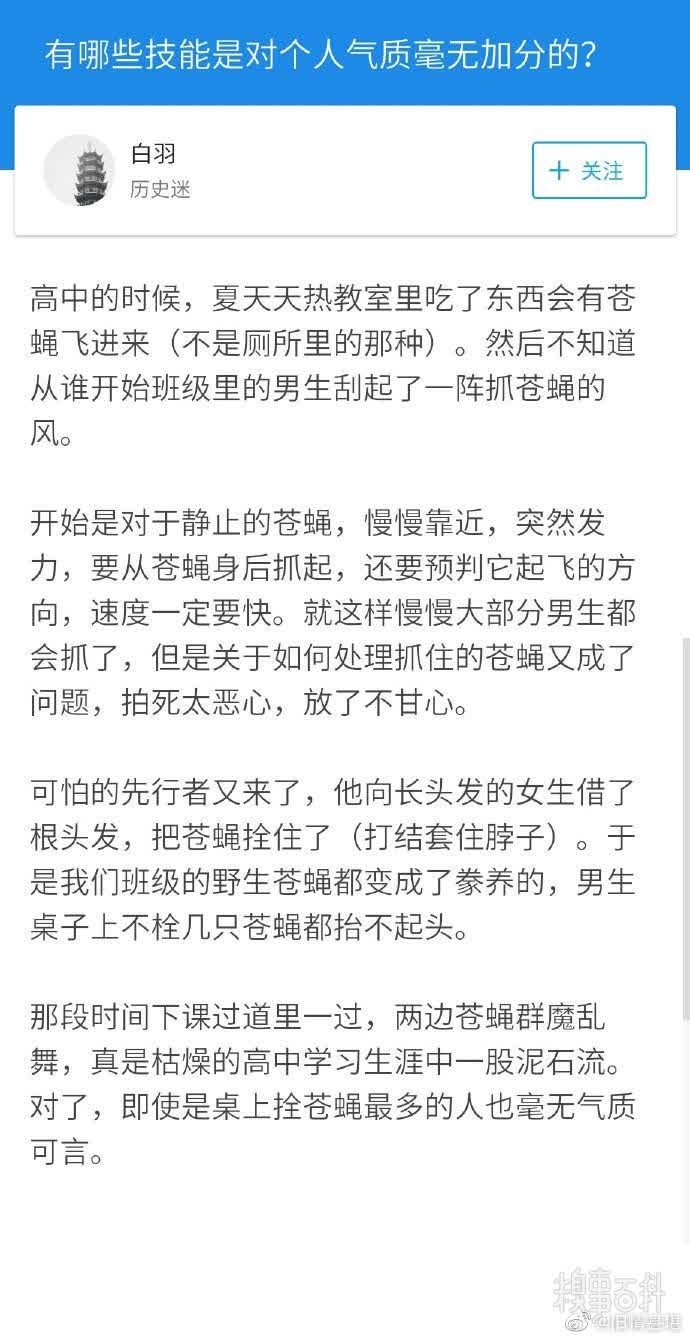 有哪些技能是对个人气质毫无加分的?
白羽
历史迷
+ 关注
高中的时候，夏天天热教室里吃了东西会有苍
蝇飞进来（不是厕所里的那种）。然后不知道
从谁开始班级里的男生刮起了一阵抓苍蝇的
风。
开始是对于静止的苍蝇，慢慢靠近，突然发
力，要从苍蝇身后抓起，还要预判它起飞的方
向，速度一定要快。就这样慢慢大部分男生都
会抓了，但是关于如何处理抓住的苍蝇又成了
问题，拍死太恶心，放了不甘心。
可怕的先行者又来了，他向长头发的女生借了
根头发，把苍蝇拴住了（打结套住脖子）。于
是我们班级的野生苍蝇都变成了豢养的，男生
桌子上不栓几只苍蝇都抬不起头。
那段时间下课过道里一过，两边苍蝇群魔乱
舞，真是枯燥的高中学习生涯中一股泥石流。
对了，即使是桌上拴苍蝇最多的人也毫无气质
可言。